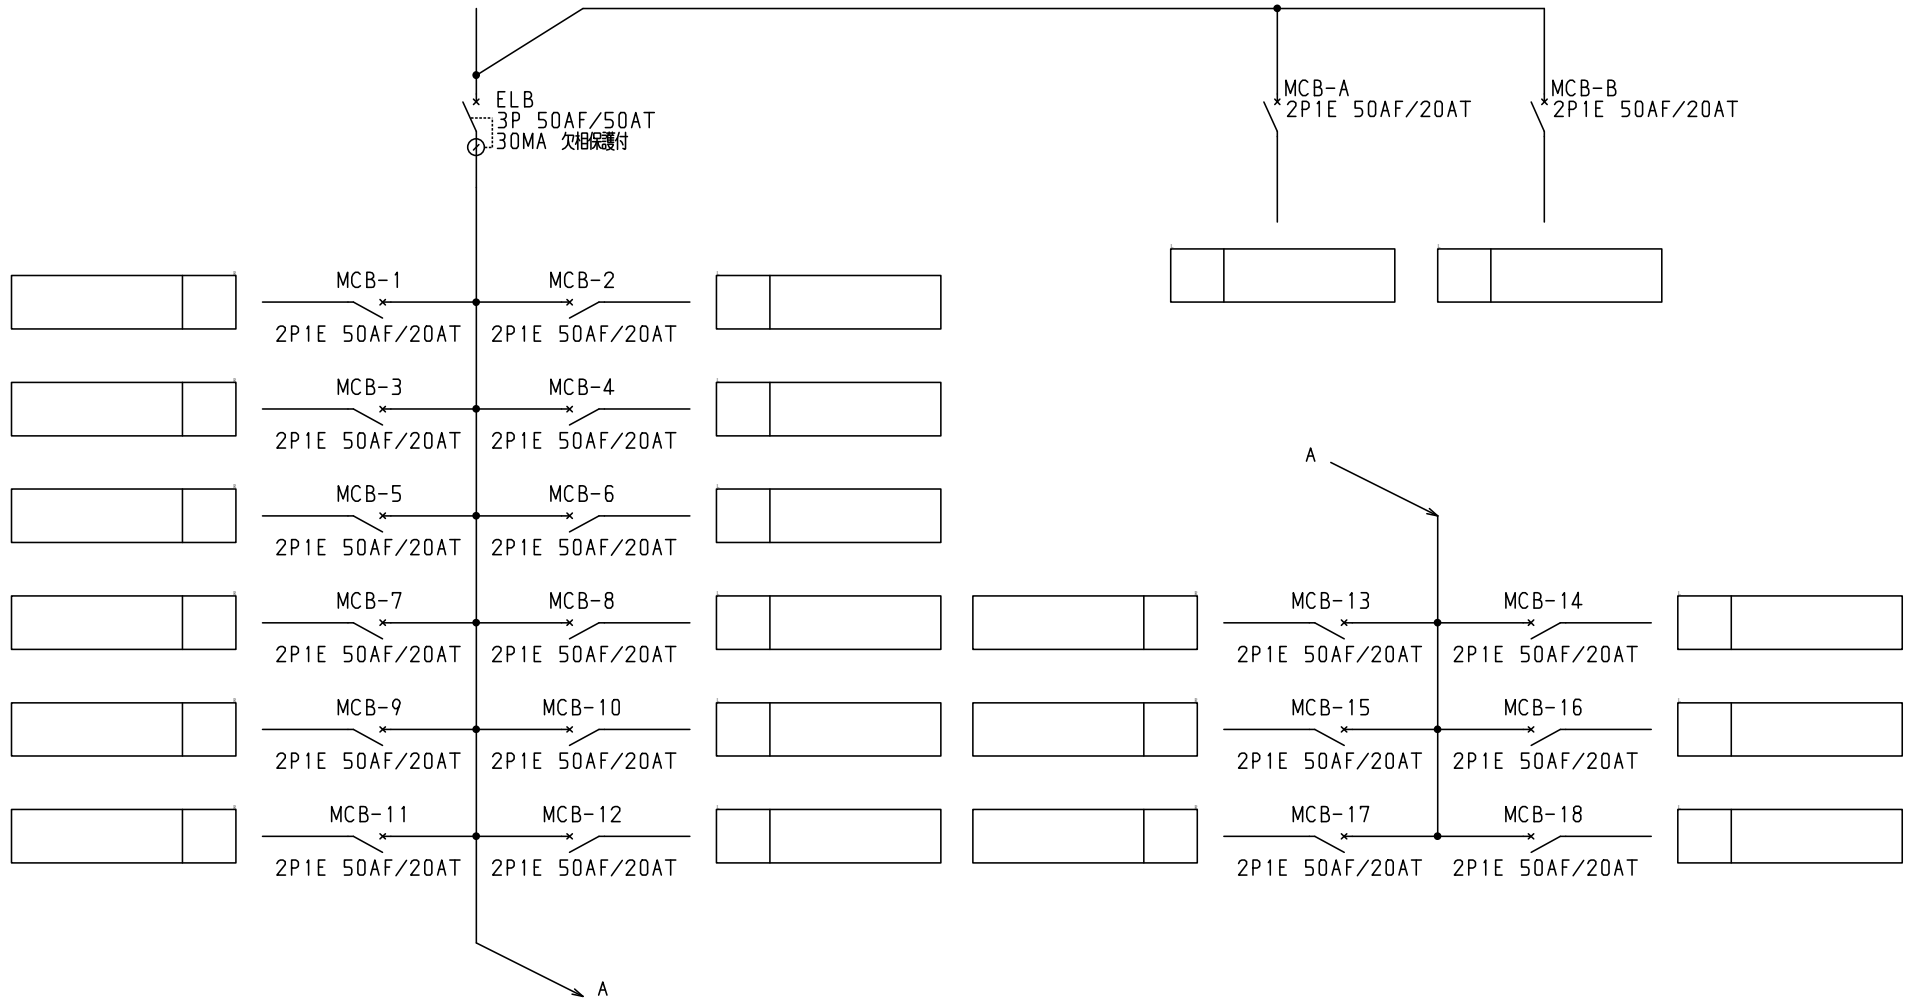 ELB
3P 50AF/50AT
30MA 欠相保護付
MCB-A
2P1E 50AF/20AT
MCB-B
2P1E 50AF/20AT
MCB-1
2P1E 50AF/20AT
MCB-2
2P1E 50AF/20AT
MCB-3
2P1E 50AF/20AT
MCB-4
2P1E 50AF/20AT
MCB-5
2P1E 50AF/20AT
MCB-6
2P1E 50AF/20AT
MCB-7
2P1E 50AF/20AT
MCB-8
2P1E 50AF/20AT
MCB-9
2P1E 50AF/20AT
MCB-10
2P1E 50AF/20AT
MCB-11
2P1E 50AF/20AT
MCB-12
2P1E 50AF/20AT
A
A
MCB-13
2P1E 50AF/20AT
MCB-14
2P1E 50AF/20AT
MCB-15
2P1E 50AF/20AT
MCB-16
2P1E 50AF/20AT
MCB-17
2P1E 50AF/20AT
MCB-18
2P1E 50AF/20AT